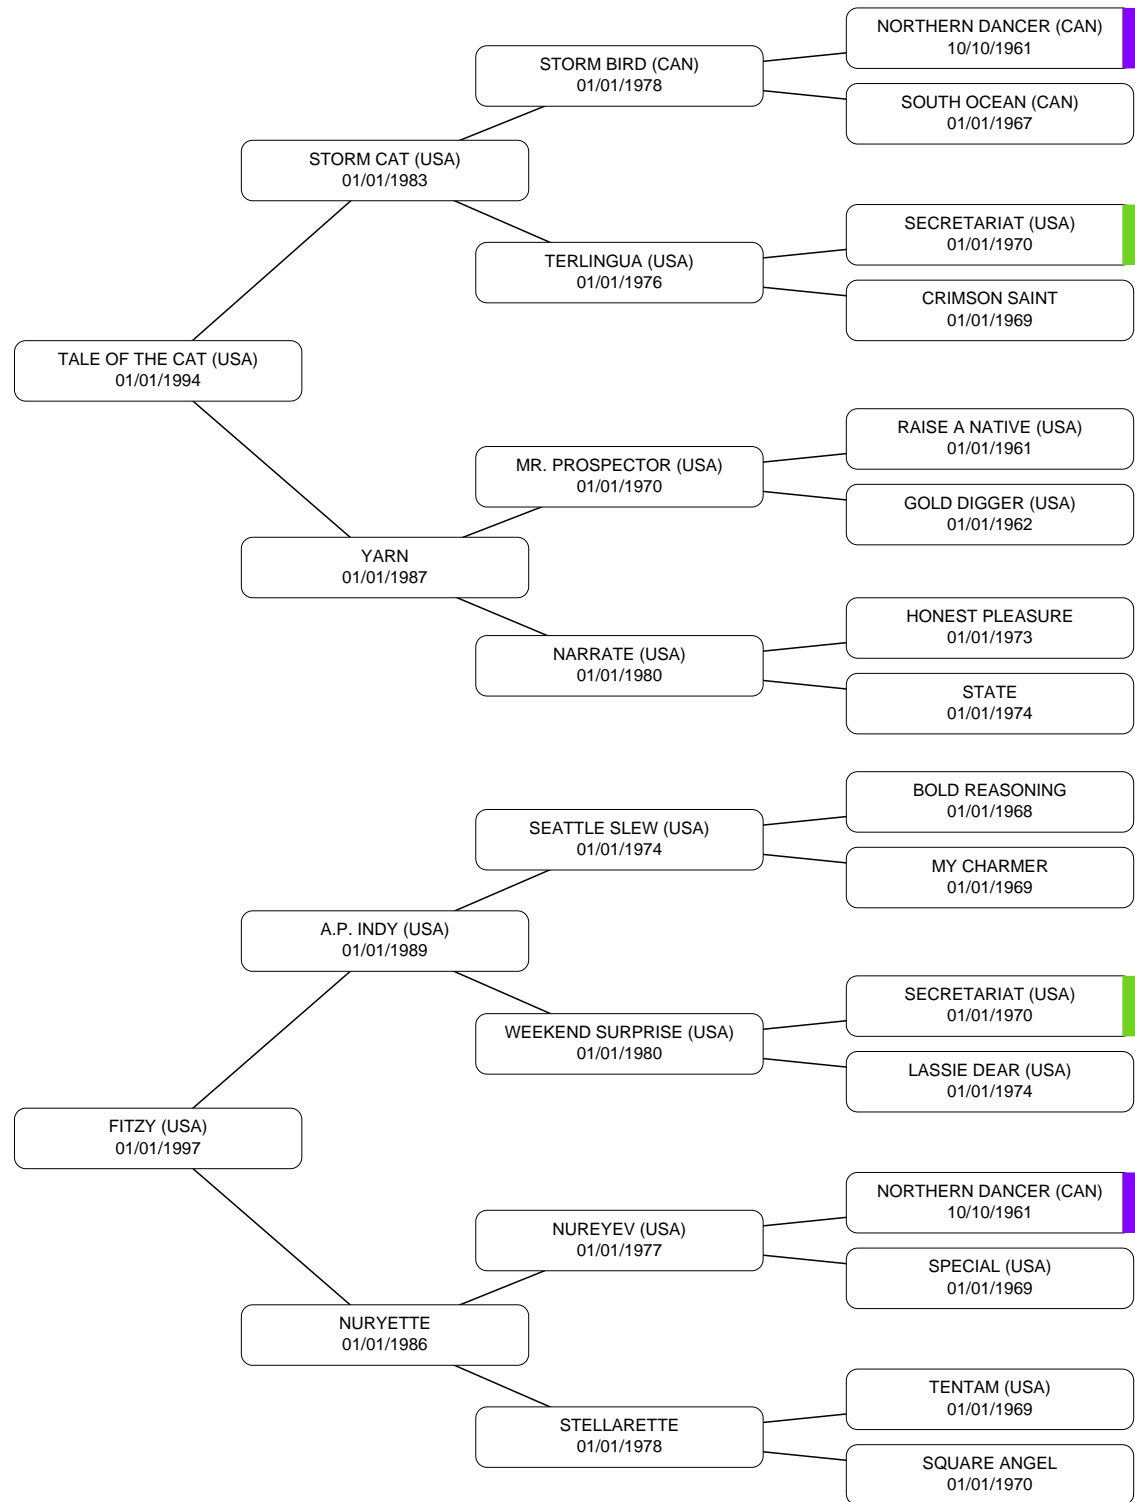 NORTHERN DANCER (CAN)
10/10/1961
STORM BIRD (CAN)
01/01/1978
SOUTH OCEAN (CAN)
01/01/1967
STORM CAT (USA)
01/01/1983
SECRETARIAT (USA)
01/01/1970
TERLINGUA (USA)
01/01/1976
CRIMSON SAINT
01/01/1969
TALE OF THE CAT (USA)
01/01/1994
RAISE A NATIVE (USA)
01/01/1961
MR. PROSPECTOR (USA)
01/01/1970
GOLD DIGGER (USA)
01/01/1962
YARN
01/01/1987
HONEST PLEASURE
01/01/1973
NARRATE (USA)
01/01/1980
STATE
01/01/1974
BOLD REASONING
01/01/1968
SEATTLE SLEW (USA)
01/01/1974
MY CHARMER
01/01/1969
A.P. INDY (USA)
01/01/1989
SECRETARIAT (USA)
01/01/1970
WEEKEND SURPRISE (USA)
01/01/1980
LASSIE DEAR (USA)
01/01/1974
FITZY (USA)
01/01/1997
NORTHERN DANCER (CAN)
10/10/1961
NUREYEV (USA)
01/01/1977
SPECIAL (USA)
01/01/1969
NURYETTE
01/01/1986
TENTAM (USA)
01/01/1969
STELLARETTE
01/01/1978
SQUARE ANGEL
01/01/1970